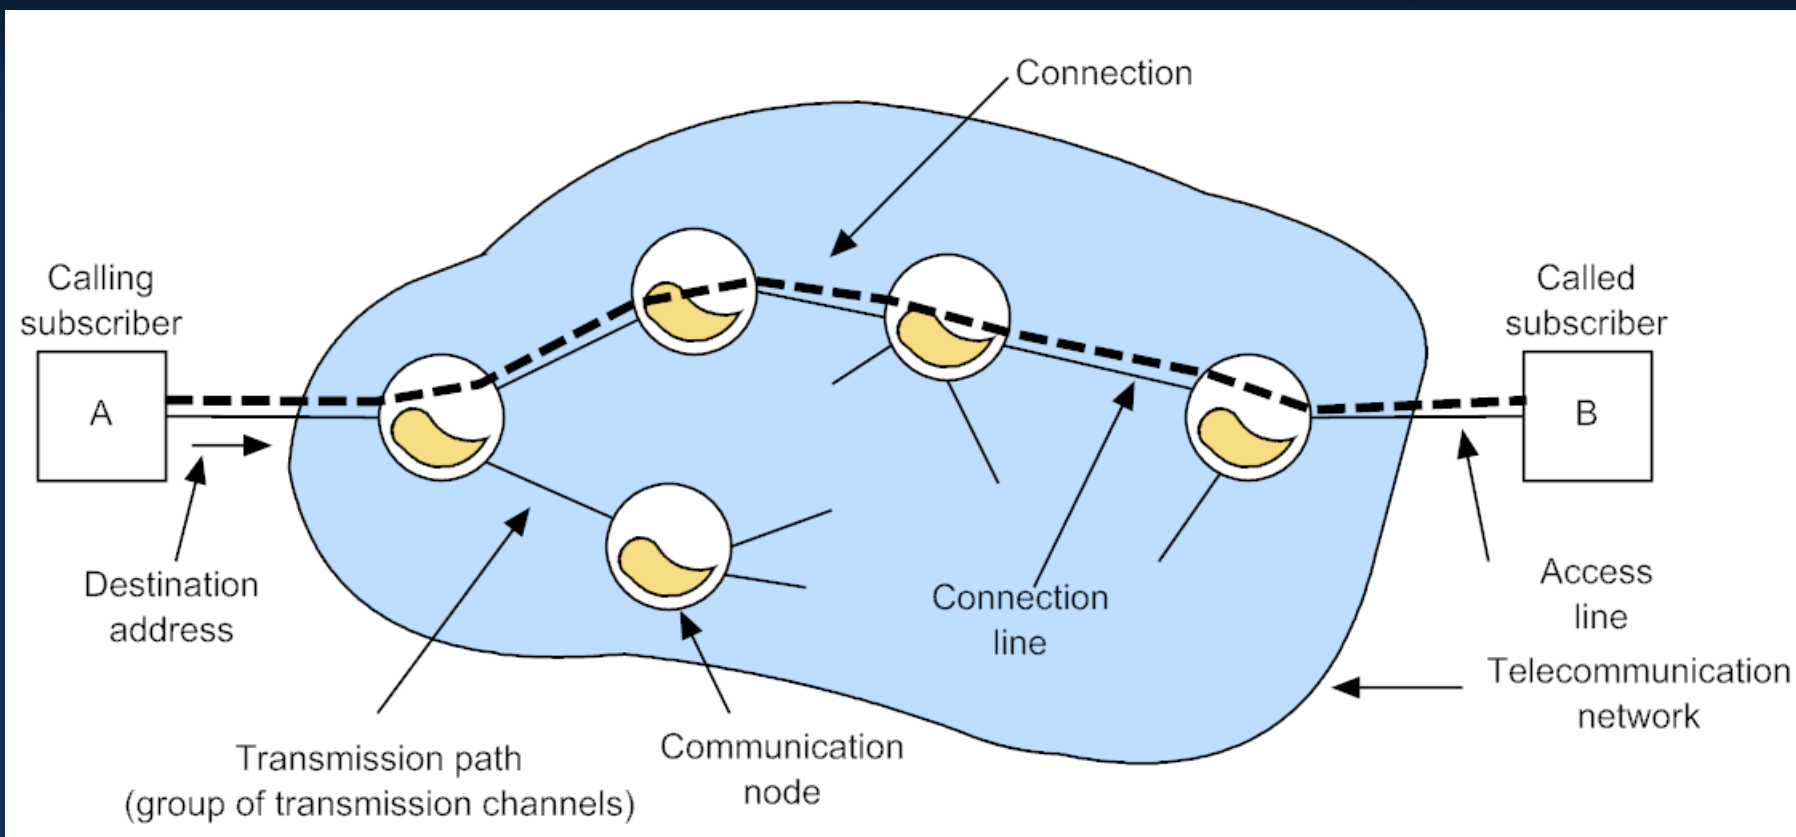 Connection
Calling
subscriber
Called
subscriber
A
B
Destination
address
Connection
line
Access
line
Telecommunication
network
Transmission path
(group of transmission channels)
Communication
node